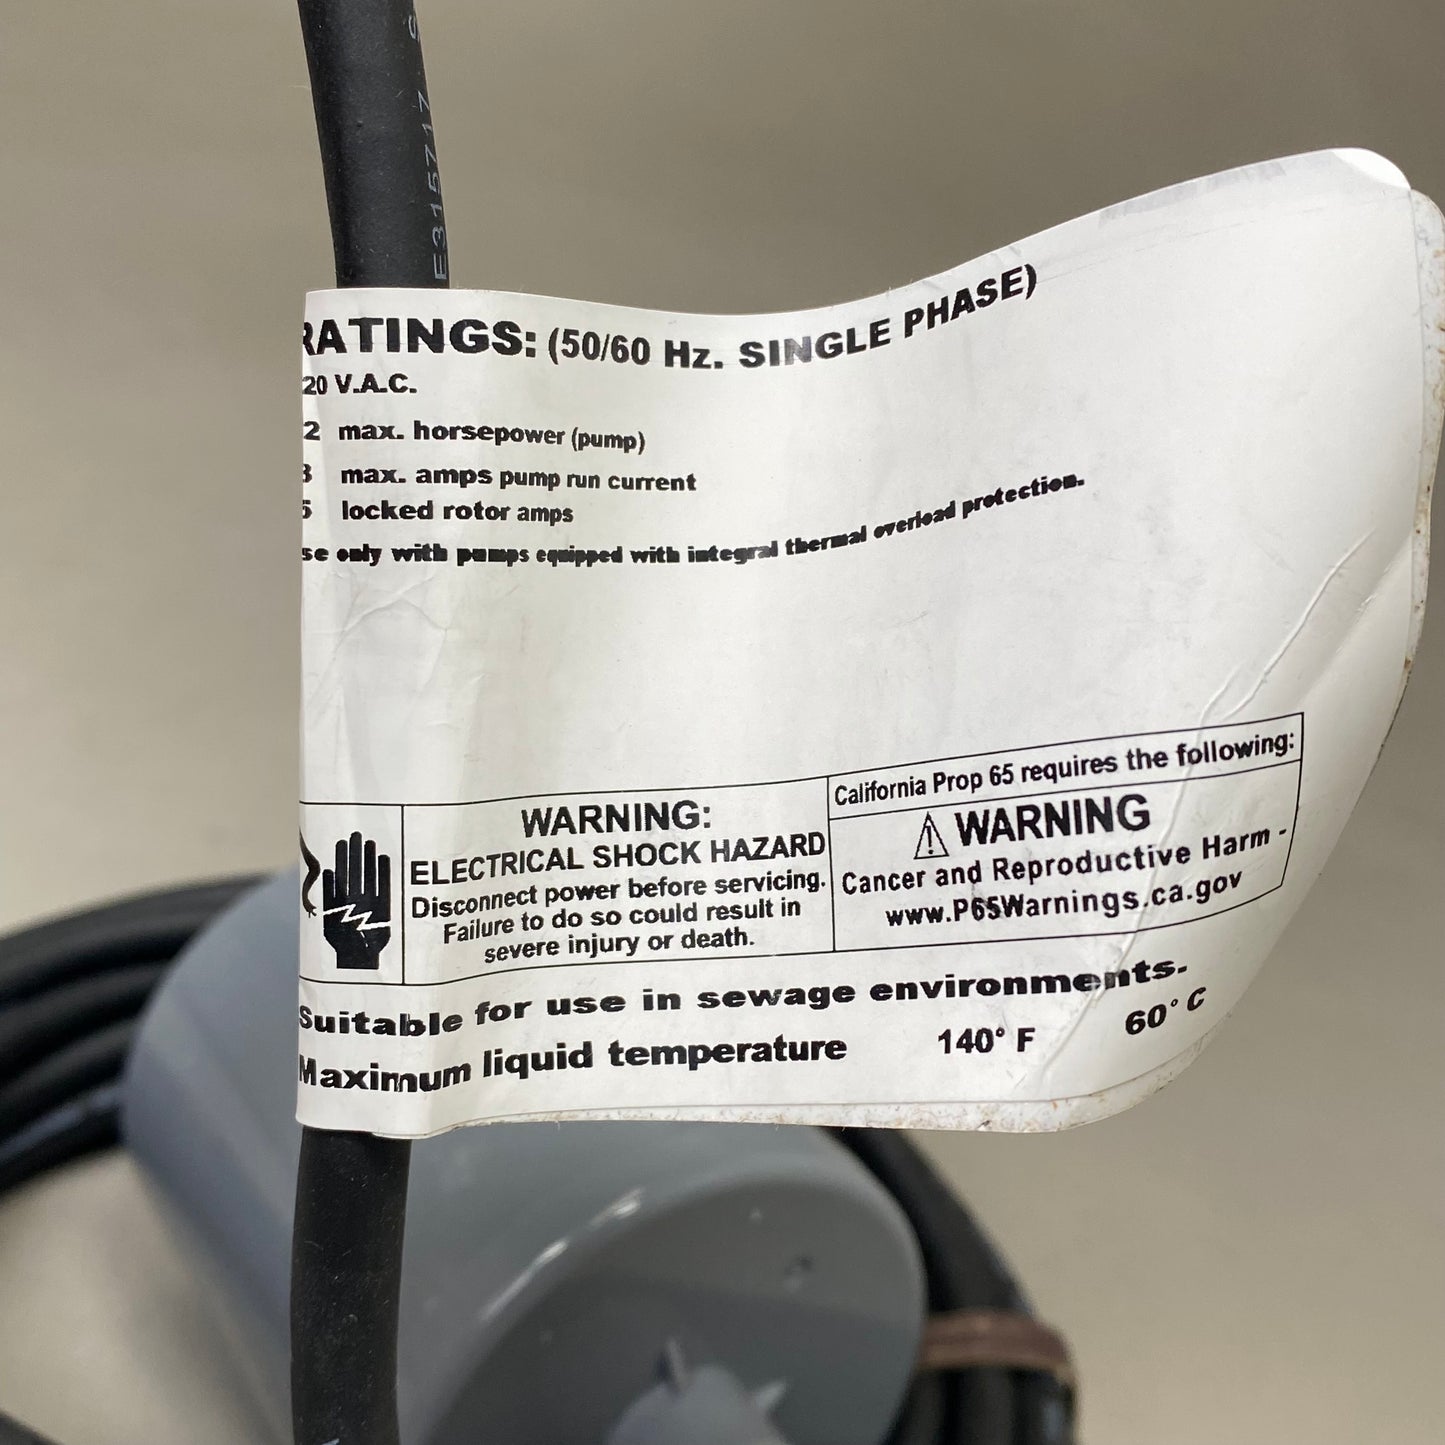 E315717
RATINGS: (50/60 Hz. SINGLE PHASE)
20 V.A.C.
2 max. horsepower (pump)
3 max. amps pump run current
locked rotor amps
se only with pumps equipped with integral thermal overload protection.
WARNING:
ELECTRICAL SHOCK HAZARD
Disconnect power before servicing.
Failure to do so could result in
severe injury or death.
California Prop 65 requires the following:
WARNING
Cancer and Reproductive Harm -
www.P65Warnings.ca.gov
Suitable for use in sewage environments.
Maximum liquid temperature 140° F 60° C